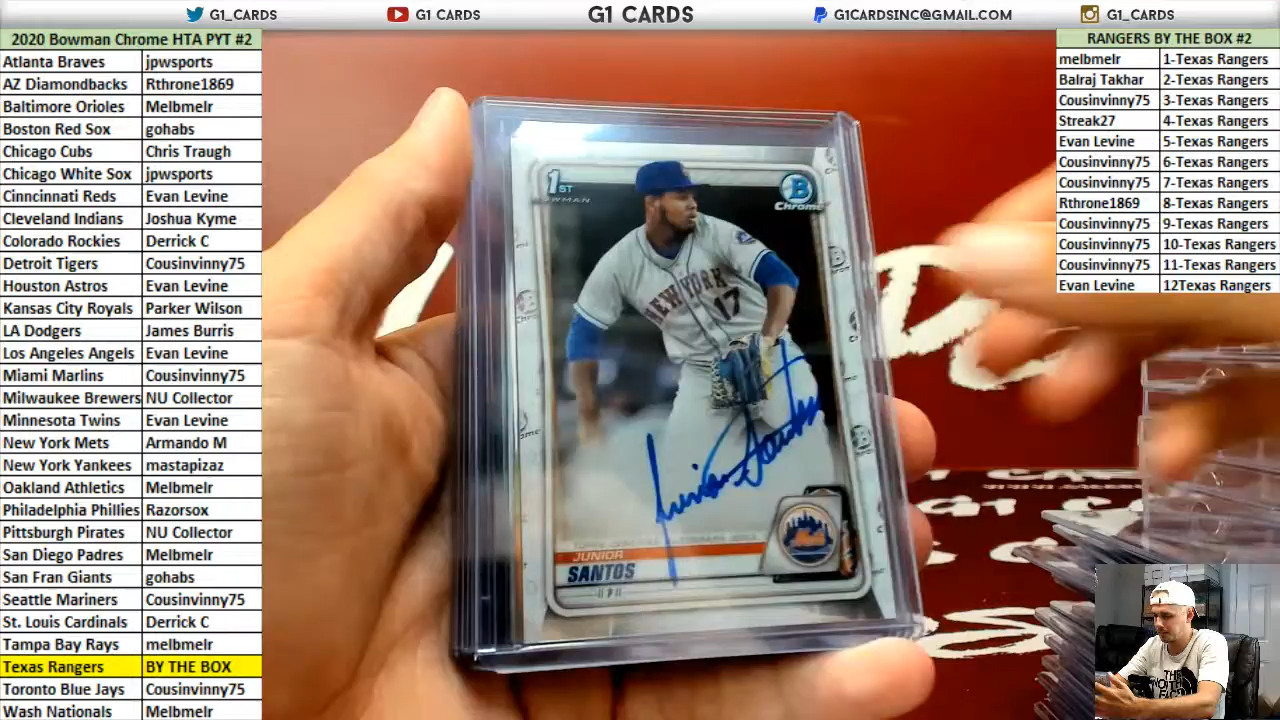 G1_CARDS
G1 CARDS
G1 CARDS
G1CARDSINC@GMAIL.COM
G1_CARDS
2020 Bowman Chrome HTA PYT #2
Atlanta Braves jpwsports
AZ Diamondbacks Rthrone1869
Baltimore Orioles Melbmelr
Boston Red Sox gohabs
Chicago Cubs Chris Traugh
Chicago White Sox jpwsports
Cinncinnati Reds Evan Levine
Cleveland Indians Joshua Kyme
Colorado Rockies Derrick C
Detroit Tigers Cousinvinny75
Houston Astros Evan Levine
Kansas City Royals Parker Wilson
LA Dodgers James Burris
Los Angeles Angels Evan Levine
Miami Marlins Cousinvinny75
Milwaukee Brewers NU Collector
Minnesota Twins Evan Levine
New York Mets Armando M
New York Yankees mastapizaz
Oakland Athletics Melbmelr
Philadelphia Phillies Razorsox
Pittsburgh Pirates NU Collector
San Diego Padres Melbmelr
San Fran Giants gohabs
Seattle Mariners Cousinvinny75
St. Louis Cardinals Derrick C
Tampa Bay Rays melbmelr
Texas Rangers BY THE BOX
Toronto Blue Jays Cousinvinny75
Wash Nationals Melbmelr
1ST
BOWMAN
B
Chrome
NEW YORK
17
Junior Santos
Mets
JUNIOR
SANTOS
P
RANGERS BY THE BOX #2
melbmelr 1-Texas Rangers
Balraj Takhar 2-Texas Rangers
Cousinvinny75 3-Texas Rangers
Streak27 4-Texas Rangers
Evan Levine 5-Texas Rangers
Cousinvinny75 6-Texas Rangers
Cousinvinny75 7-Texas Rangers
Rthrone1869 8-Texas Rangers
Cousinvinny75 9-Texas Rangers
Cousinvinny75 10-Texas Rangers
Cousinvinny75 11-Texas Rangers
Evan Levine 12Texas Rangers
THE
NORTH